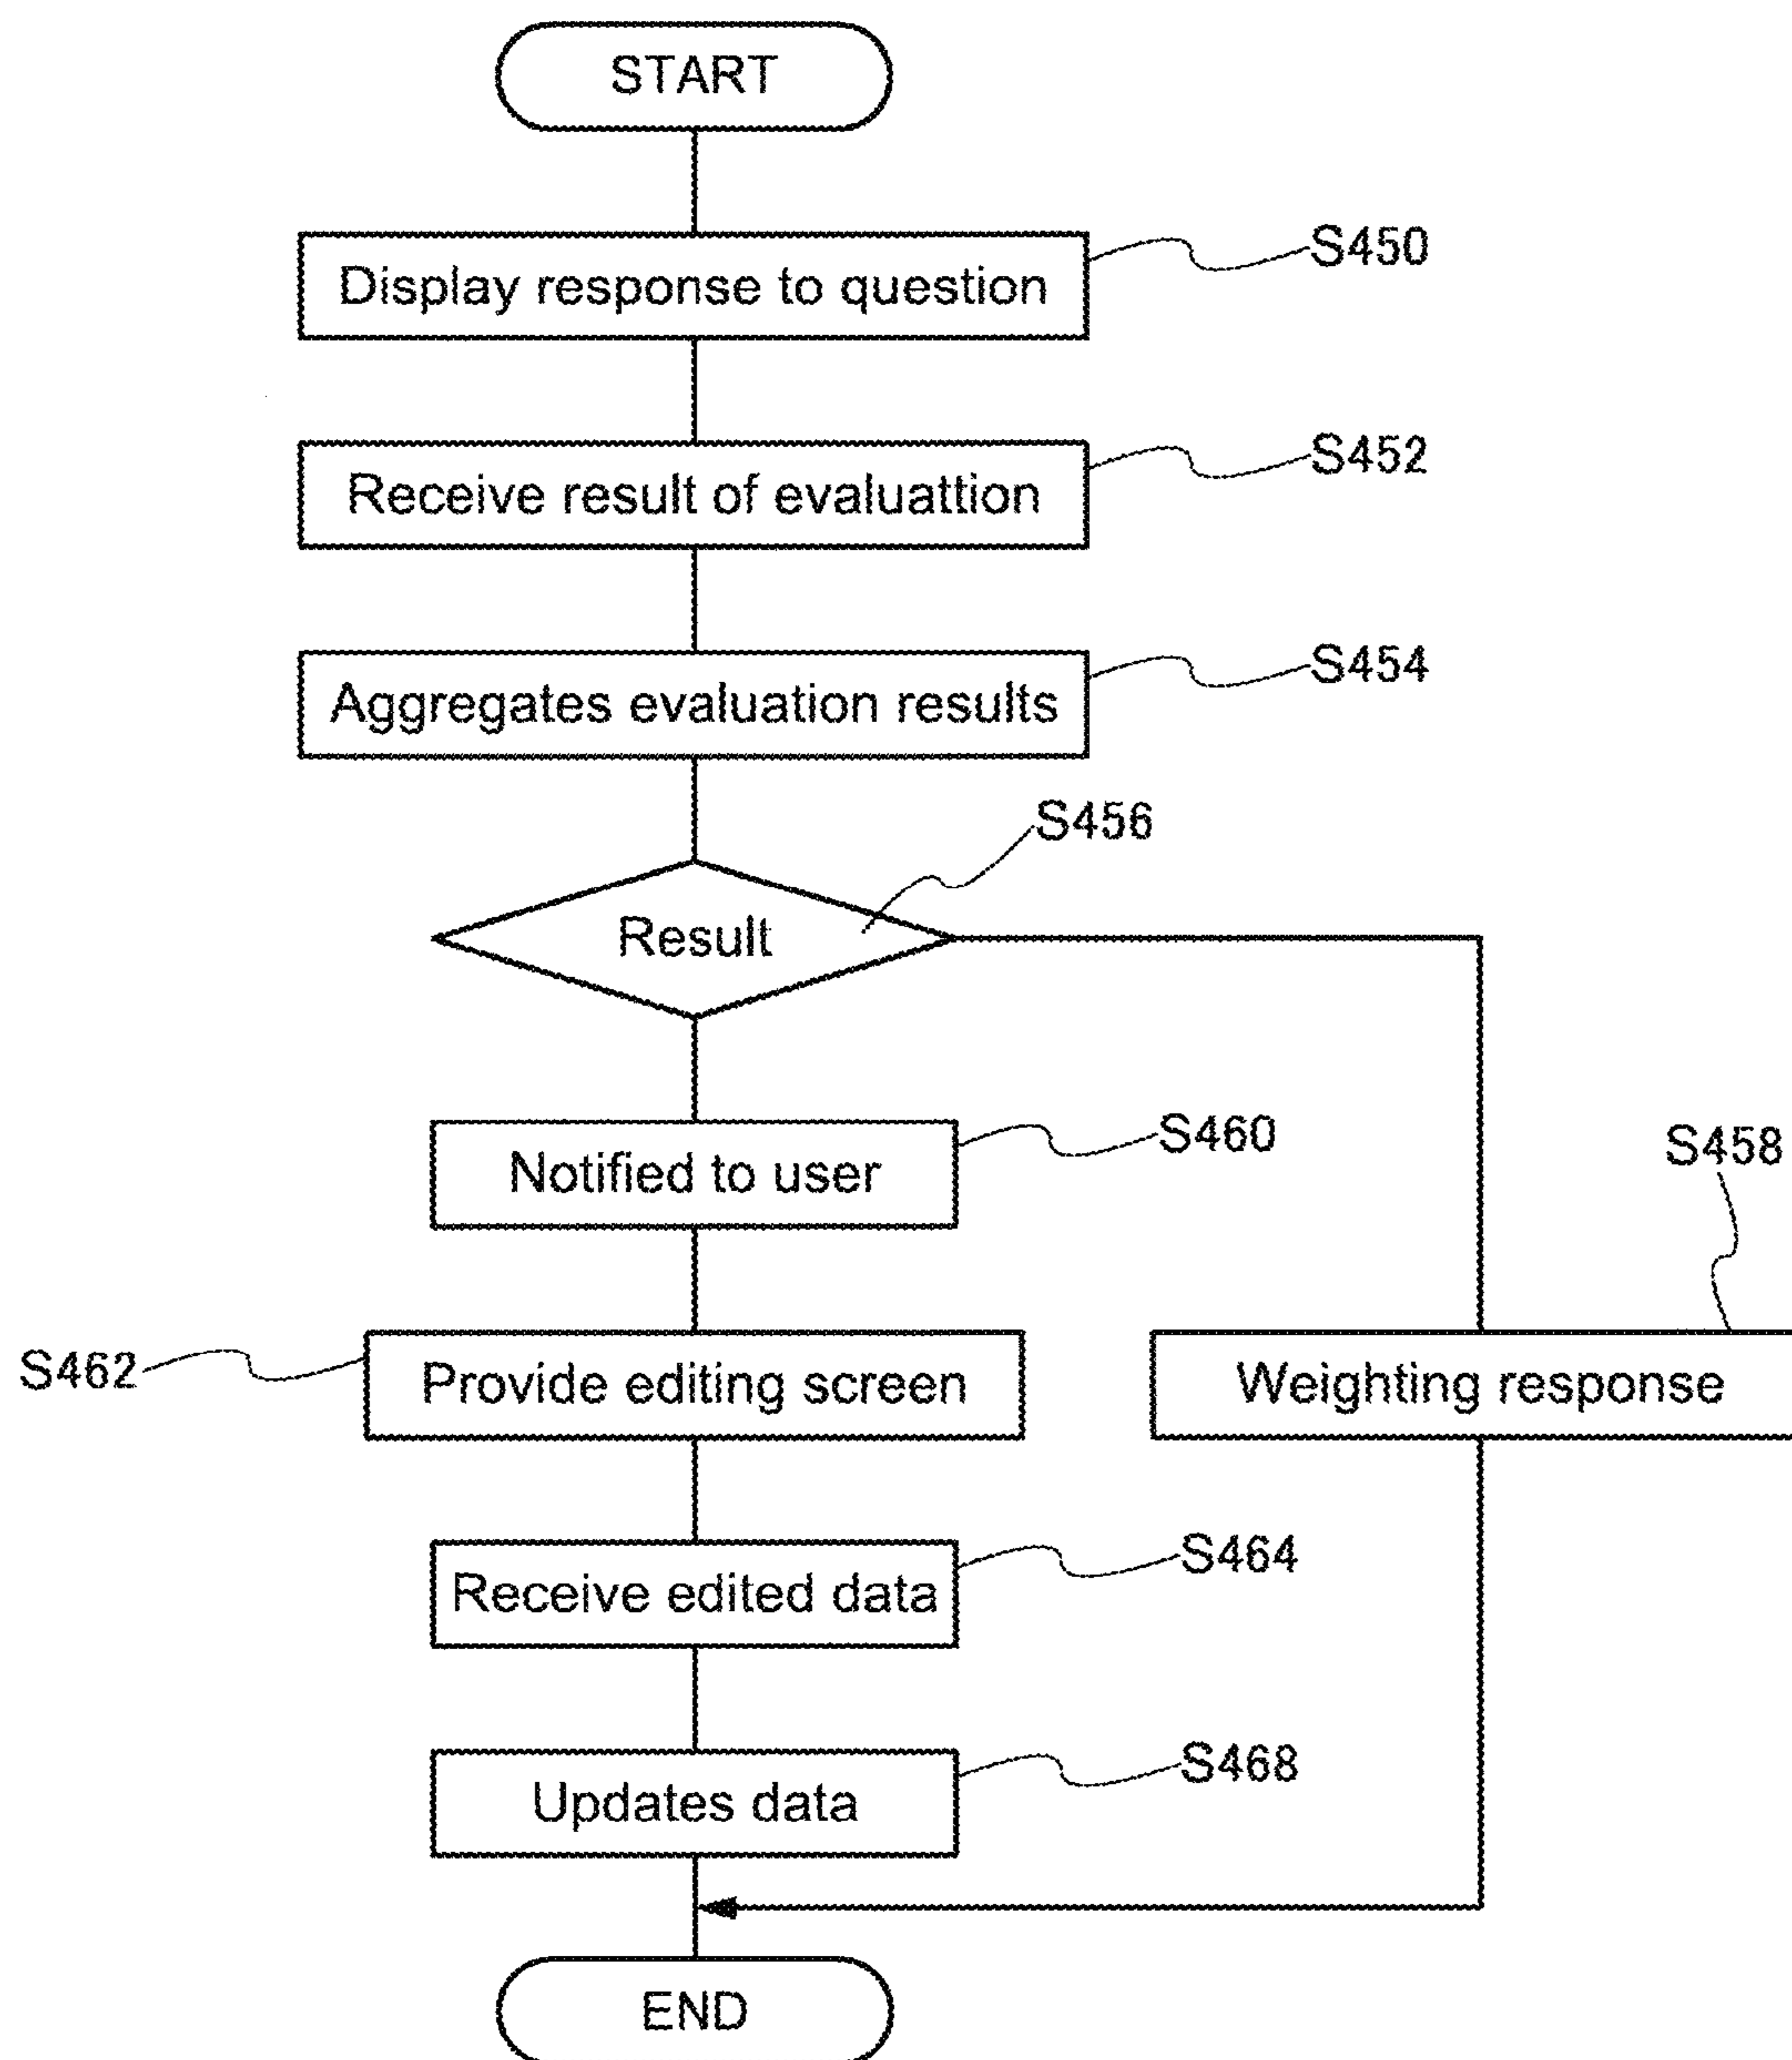 START
Display response to question
S450
Receive result of evaluattion
S452
Aggregates evaluation results
S454
S456
Result
Notified to user
S460
S458
S462
Provide editing screen
Weighting response
Receive edited data
S464
Updates data
S468
END